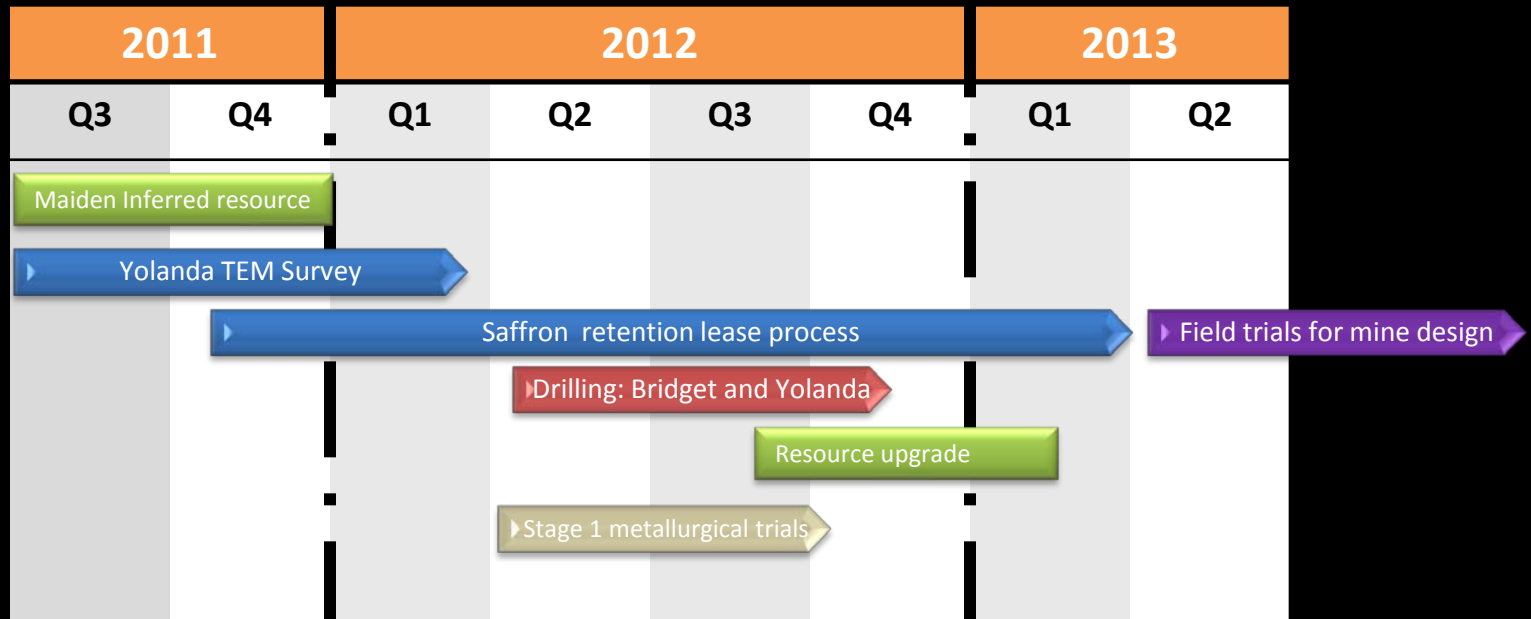 2011 2012 2013
Q3 Q4 Q1 Q2 Q3 Q4 Q1 Q2
Maiden Inferred resource
Yolanda TEM Survey
Saffron retention lease process
Field trials for mine design
Drilling: Bridget and Yolanda
Resource upgrade
Stage 1 metallurgical trials